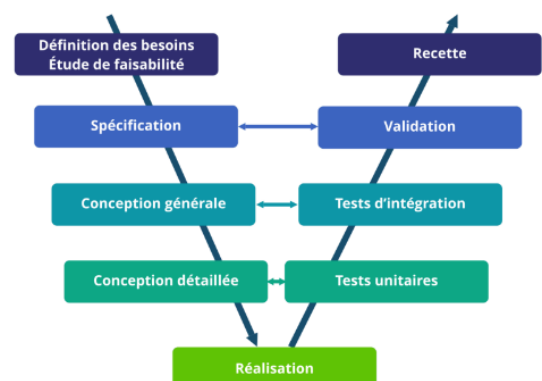 Définition des besoins
Étude de faisabilité
Recette
Spécification
Validation
Conception générale
Tests d'intégration
Conception détaillée
Tests unitaires
Réalisation